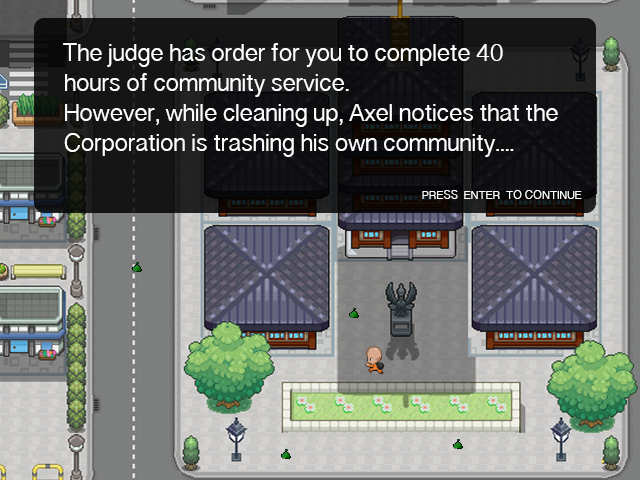 The judge has order for you to complete 40
hours of community service.
However, while cleaning up, Axel notices that the
Corporation is trashing his own community....
PRESS ENTER TO CONTINUE